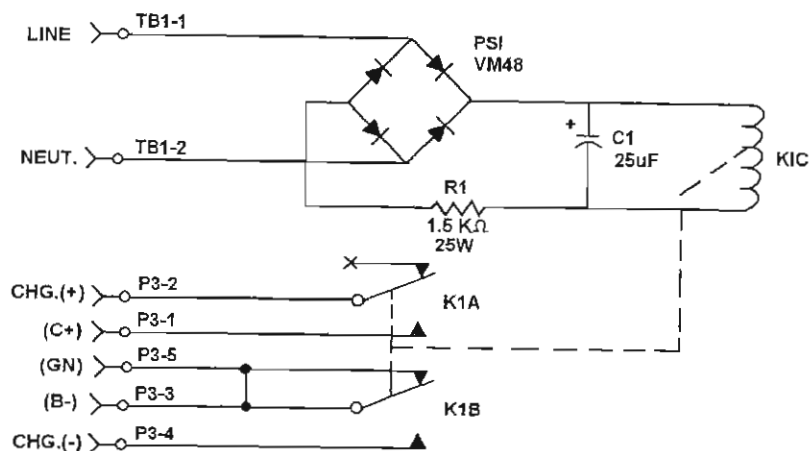 LINE
TB1-1
PSI
VM48
NEUT.
TB1-2
+
C1
25uF
KIC
R1
1.5 KΩ
25W
CHG.(+)
P3-2
K1A
(C+)
P3-1
(GN)
P3-5
(B-)
P3-3
K1B
CHG.(-)
P3-4